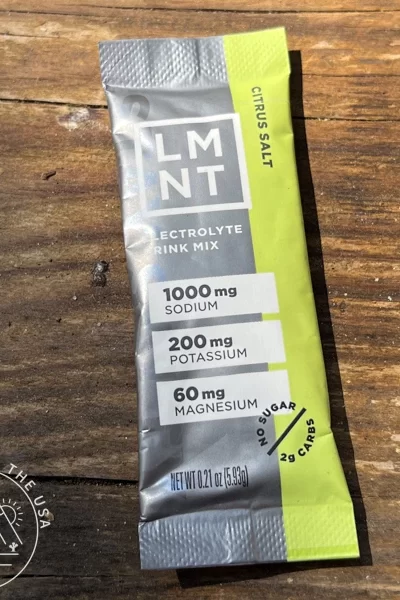 CITRUS SALT
LM
NT
LECTROLYTE
RINK MIX
1000 mg
SODIUM
200 mg
POTASSIUM
60 mg
MAGNESIUM
NO SUGAR
2g CARBS
NET WT 0.21 oz (5.93g)
THE USA